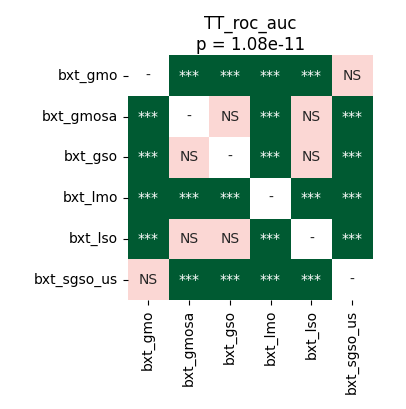 TT_roc_auc
p = 1.08e-11
bxt_gmo - *** *** *** *** NS
bxt_gmosa *** - NS *** NS ***
bxt_gso *** NS - *** NS ***
bxt_lmo *** *** *** - *** ***
bxt_lso *** NS NS *** - ***
bxt_sgso_us NS *** *** *** *** -
bxt_gmo bxt_gmosa bxt_gso bxt_lmo bxt_lso bxt_sgso_us